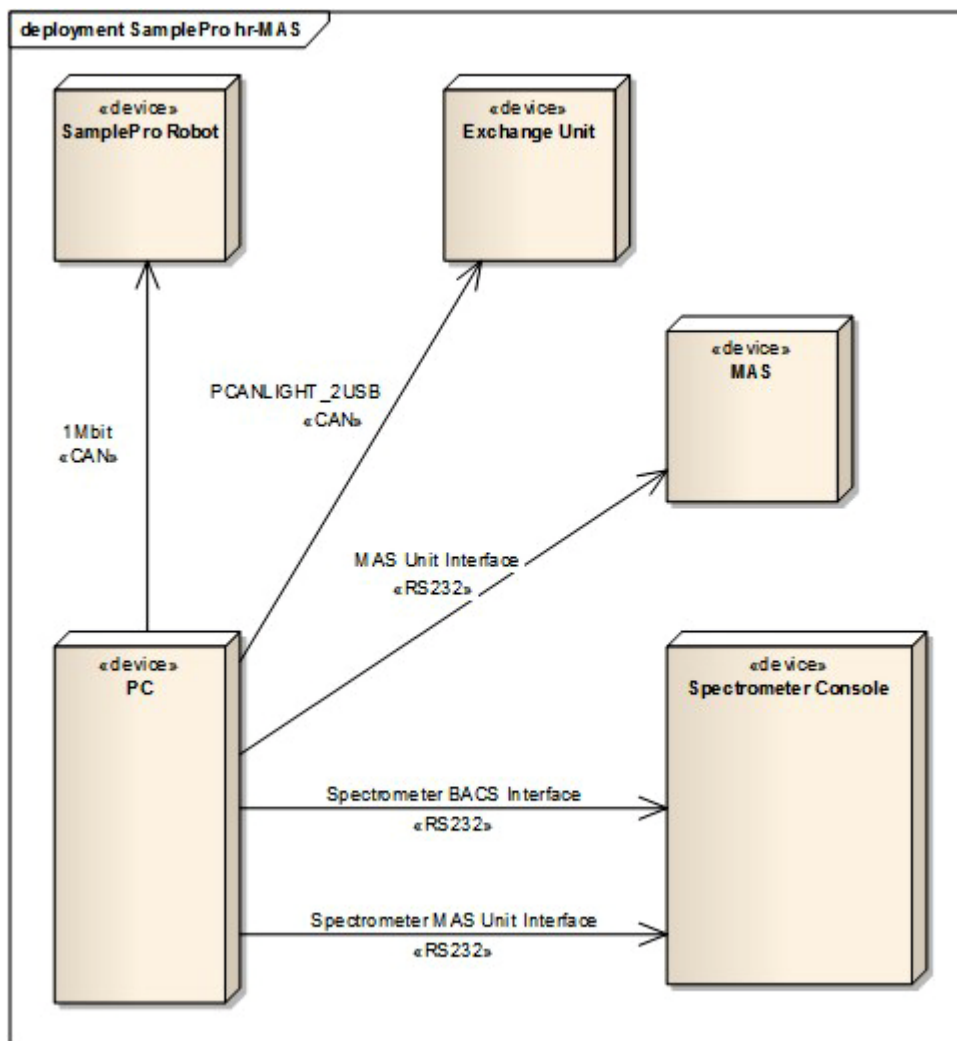 deployment SamplePro hr-MAS
«device»
SamplePro Robot
«device»
Exchange Unit
«device»
MAS
PCANLIGHT_2USB
«CAN»
1Mbit
«CAN»
MAS Unit Interface
«RS232»
«device»
PC
«device»
Spectrometer Console
Spectrometer BACS Interface
«RS232»
Spectrometer MAS Unit Interface
«RS232»